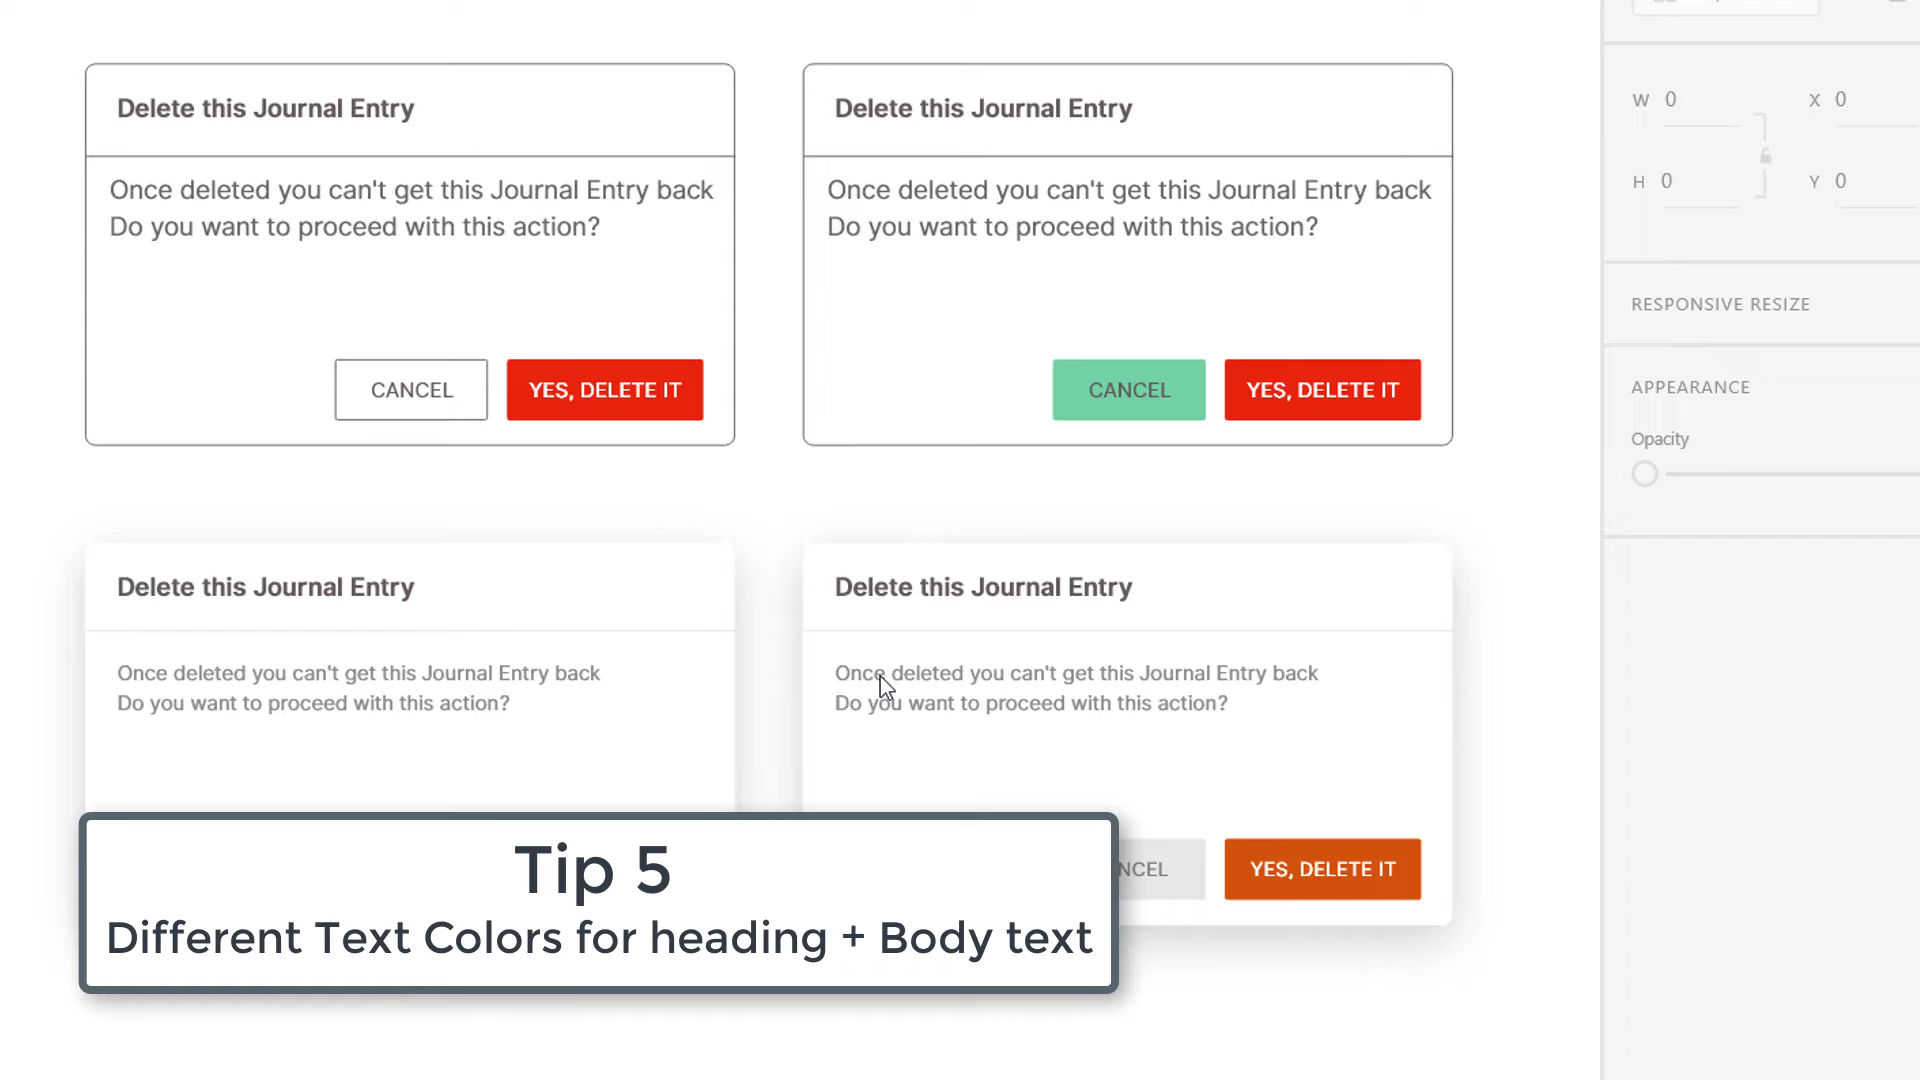 Delete this Journal Entry
Once deleted you can't get this Journal Entry back
Do you want to proceed with this action?
CANCEL
YES, DELETE IT
Delete this Journal Entry
Once deleted you can't get this Journal Entry back
Do you want to proceed with this action?
CANCEL
YES, DELETE IT
Delete this Journal Entry
Once deleted you can't get this Journal Entry back
Do you want to proceed with this action?
Delete this Journal Entry
Once deleted you can't get this Journal Entry back
Do you want to proceed with this action?
NCEL
YES, DELETE IT
Tip 5
Different Text Colors for heading + Body text
W 0
X 0
H 0
Y 0
RESPONSIVE RESIZE
APPEARANCE
Opacity